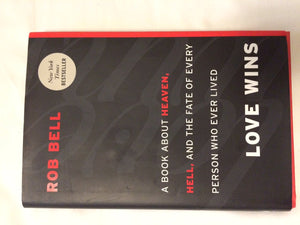 ROB BELL
New York
Times
BESTSELLER
A BOOK ABOUT HEAVEN,
HELL, AND THE FATE OF EVERY
PERSON WHO EVER LIVED
LOVE WINS